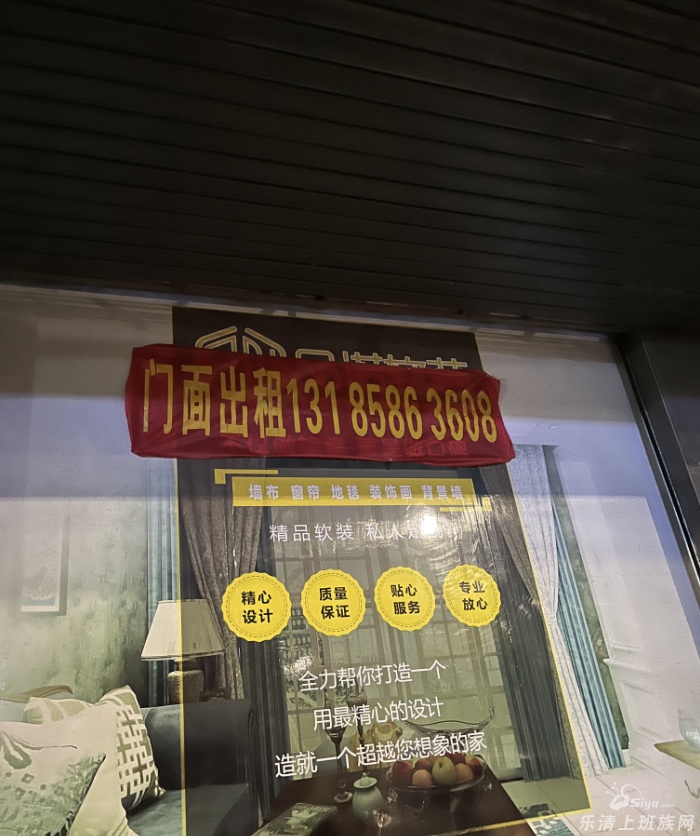 门面出租131 8586 3608
墙布 窗帘 地毯 装饰画 背景墙
精品软装 私人
精心
设计
质量
保证
贴心
服务
专业
放心
全力帮你打造一个
用最精心的设计
造就一个超越您想象的家
乐清上班族网